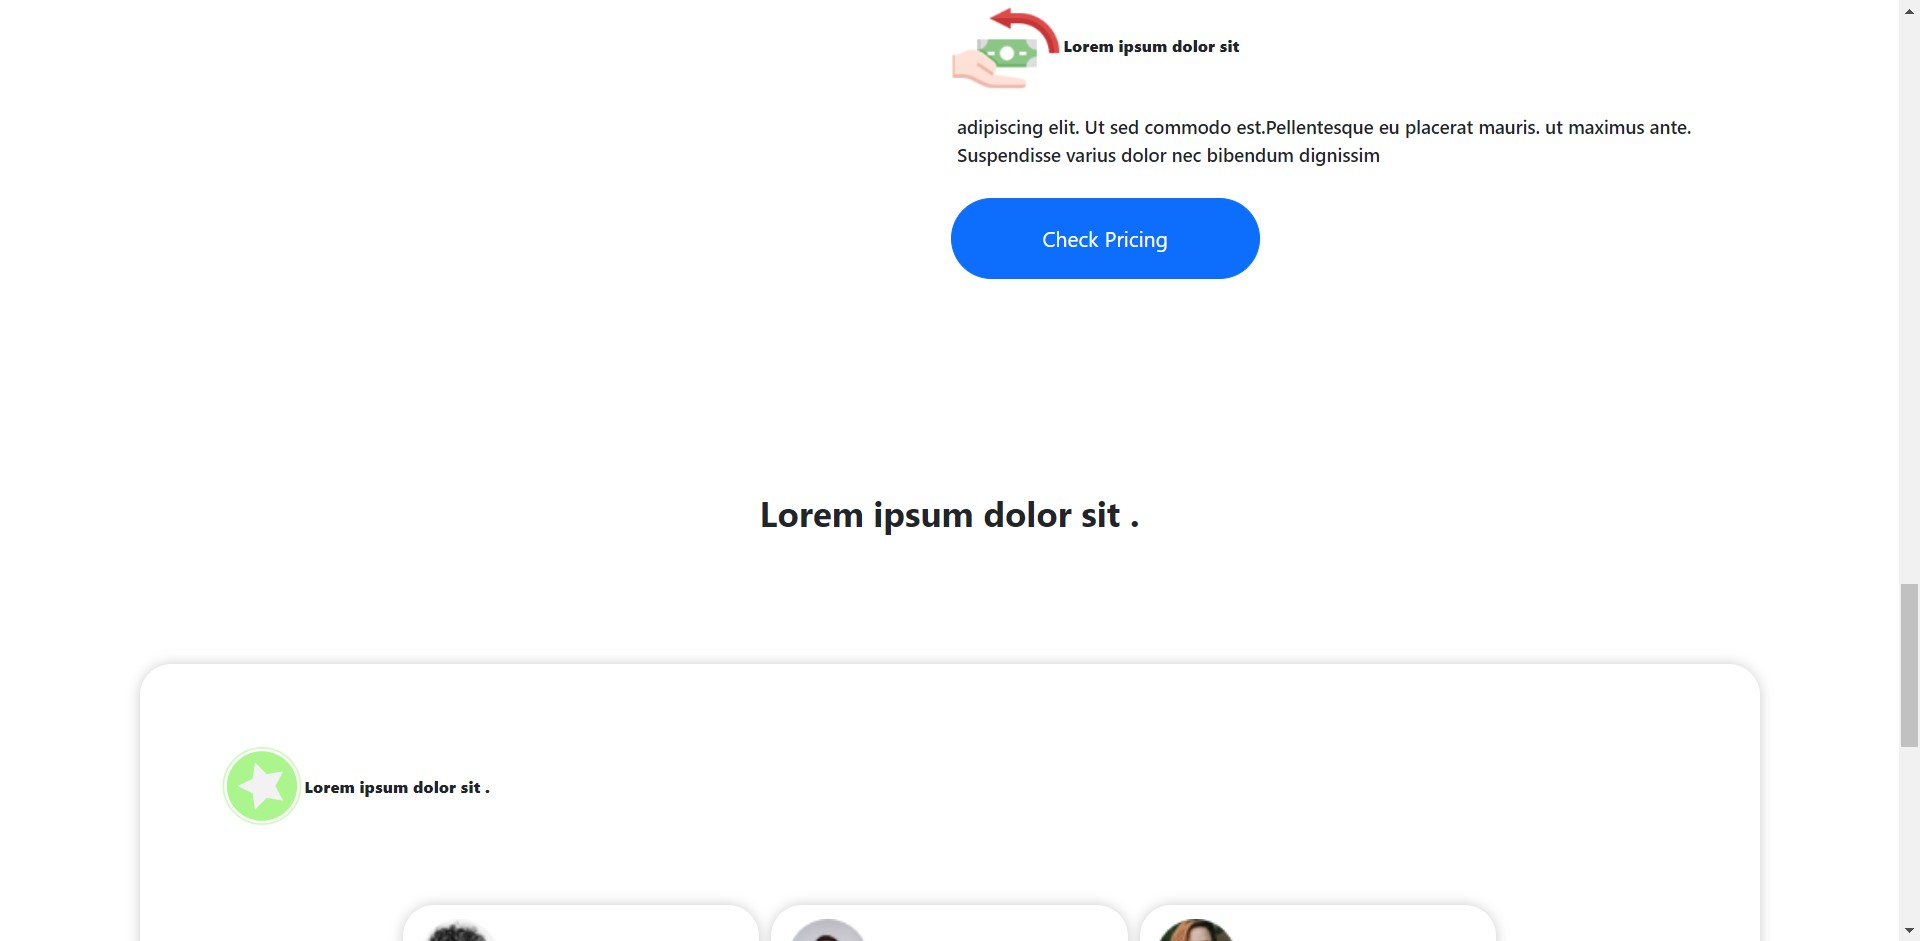 Lorem ipsum dolor sit
adipiscing elit. Ut sed commodo est.Pellentesque eu placerat mauris. ut maximus ante.
Suspendisse varius dolor nec bibendum dignissim
Check Pricing
Lorem ipsum dolor sit .
Lorem ipsum dolor sit .